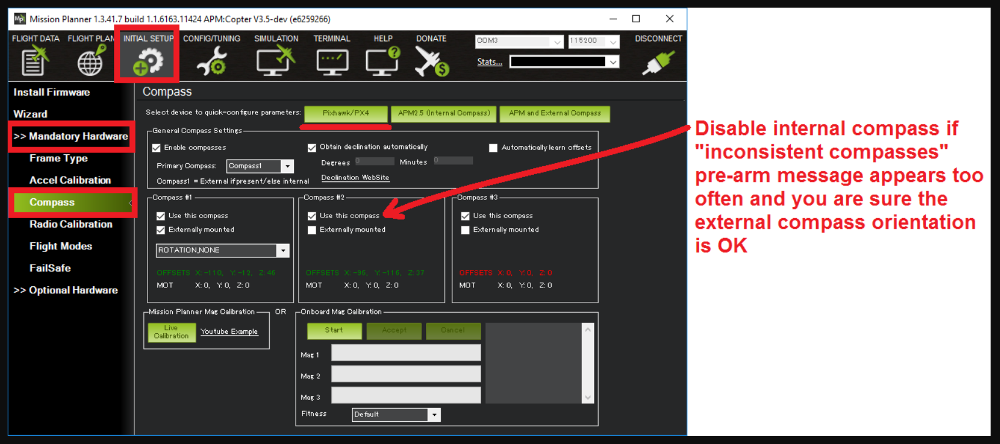 Mission Planner 1.3.41.7 build 1.1.6163.11424 APM:Copter V3.5-dev (e6259266)
FLIGHT DATA FLIGHT PLAN INITIAL SETUP CONFIG/TUNING SIMULATION TERMINAL HELP DONATE COM3 115200 DISCONNECT
Stats...
Install Firmware
Wizard
>> Mandatory Hardware
Frame Type
Accel Calibration
Compass
Radio Calibration
Flight Modes
FailSafe
>> Optional Hardware
Compass
Select device to quick-configure parameters: Pixhawk/PX4 APM2.5 (Internal Compass) APM and External Compass
General Compass Settings
Enable compasses Obtain declination automatically Automatically learn offsets
Degrees 0 Minutes 0
Primary Compass: Compass1
Declination WebSite
Compass1 = External if present/else internal
Compass #1
Use this compass
Externally mounted
ROTATION_NONE
OFFSETS X: -110, Y: -12, Z: 46
MOT X: 0, Y: 0, Z: 0
Compass #2
Use this compass
Externally mounted
OFFSETS X: -96, Y: -116, Z: 37
MOT X: 0, Y: 0, Z: 0
Compass #3
Use this compass
Externally mounted
OFFSETS X: 0, Y: 0, Z: 0
MOT X: 0, Y: 0, Z: 0
Mission Planner Mag Calibration
Live
Calibration
Youtube Example
OR
Onboard Mag Calibration
Start Accept Cancel
Mag 1
Mag 2
Mag 3
Fitness Default
Disable internal compass if
"inconsistent compasses"
pre-arm message appears too
often and you are sure the
external compass orientation
is OK